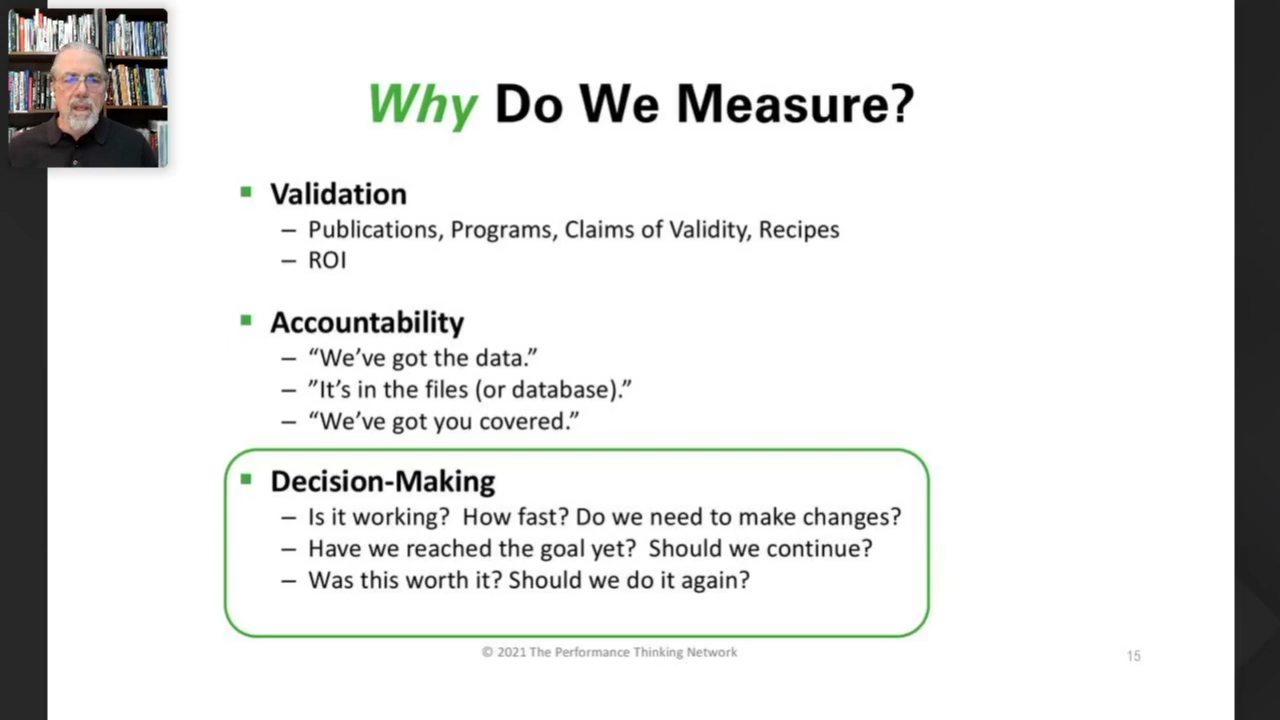 Why Do We Measure?
Validation
– Publications, Programs, Claims of Validity, Recipes
– ROI
Accountability
– “We’ve got the data.”
– ”It’s in the files (or database).”
– “We’ve got you covered.”
Decision-Making
– Is it working?  How fast? Do we need to make changes?
– Have we reached the goal yet?  Should we continue?
– Was this worth it? Should we do it again?
© 2021 The Performance Thinking Network
15